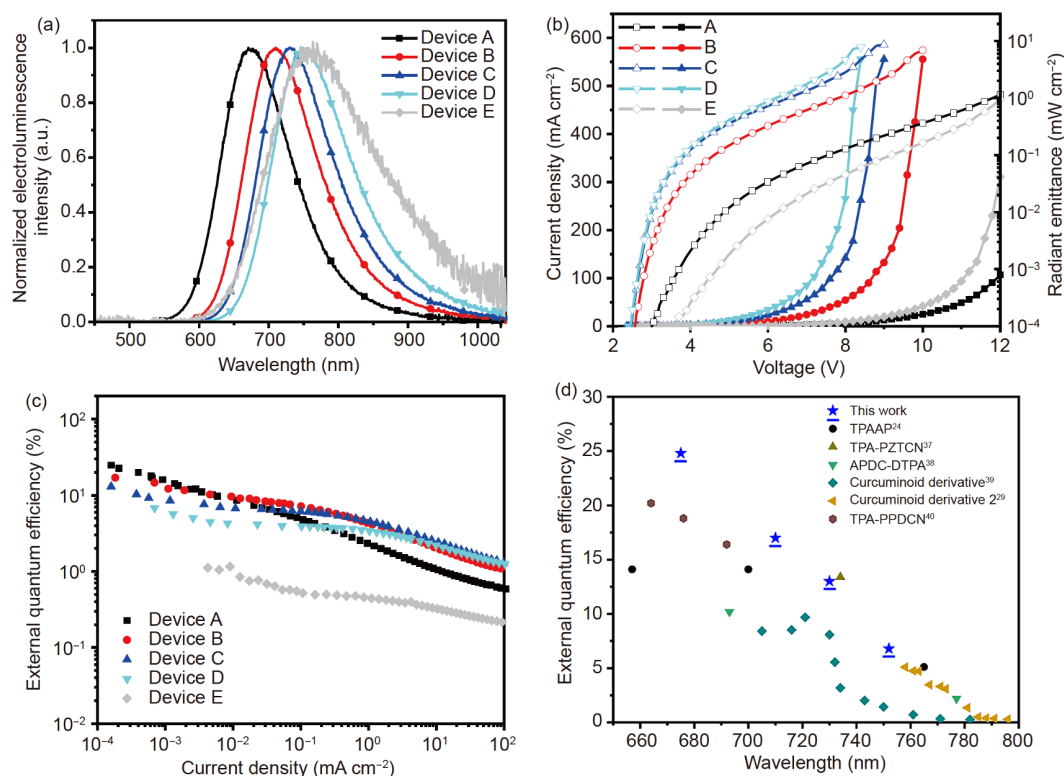 (a)
Normalized electroluminescence
intensity (a.u.)
1.0
0.8
0.6
0.4
0.2
0.0
Device A
Device B
Device C
Device D
Device E
500 600 700 800 900 1000
Wavelength (nm)
(b)
Current density (mA cm⁻²)
600
500
400
300
200
100
0
A
B
C
D
E
10¹
10⁰
10⁻¹
10⁻²
10⁻³
10⁻⁴
Radiant emittence (mW cm⁻²)
2 4 6 8 10 12
Voltage (V)
(c)
External quantum efficiency (%)
10²
10¹
10⁰
10⁻¹
10⁻²
Device A
Device B
Device C
Device D
Device E
10⁻⁴ 10⁻³ 10⁻² 10⁻¹ 10⁰ 10¹ 10²
Current density (mA cm⁻²)
(d)
External quantum efficiency (%)
30
25
20
15
10
5
0
This work
TPAAP²⁴
TPA-PZTCN³⁷
APDC-DTPA³⁸
Curcuminoid derivative³⁹
Curcuminoid derivative 2²⁹
TPA-PPDCN⁴⁰
660 680 700 720 740 760 780 800
Wavelength (nm)